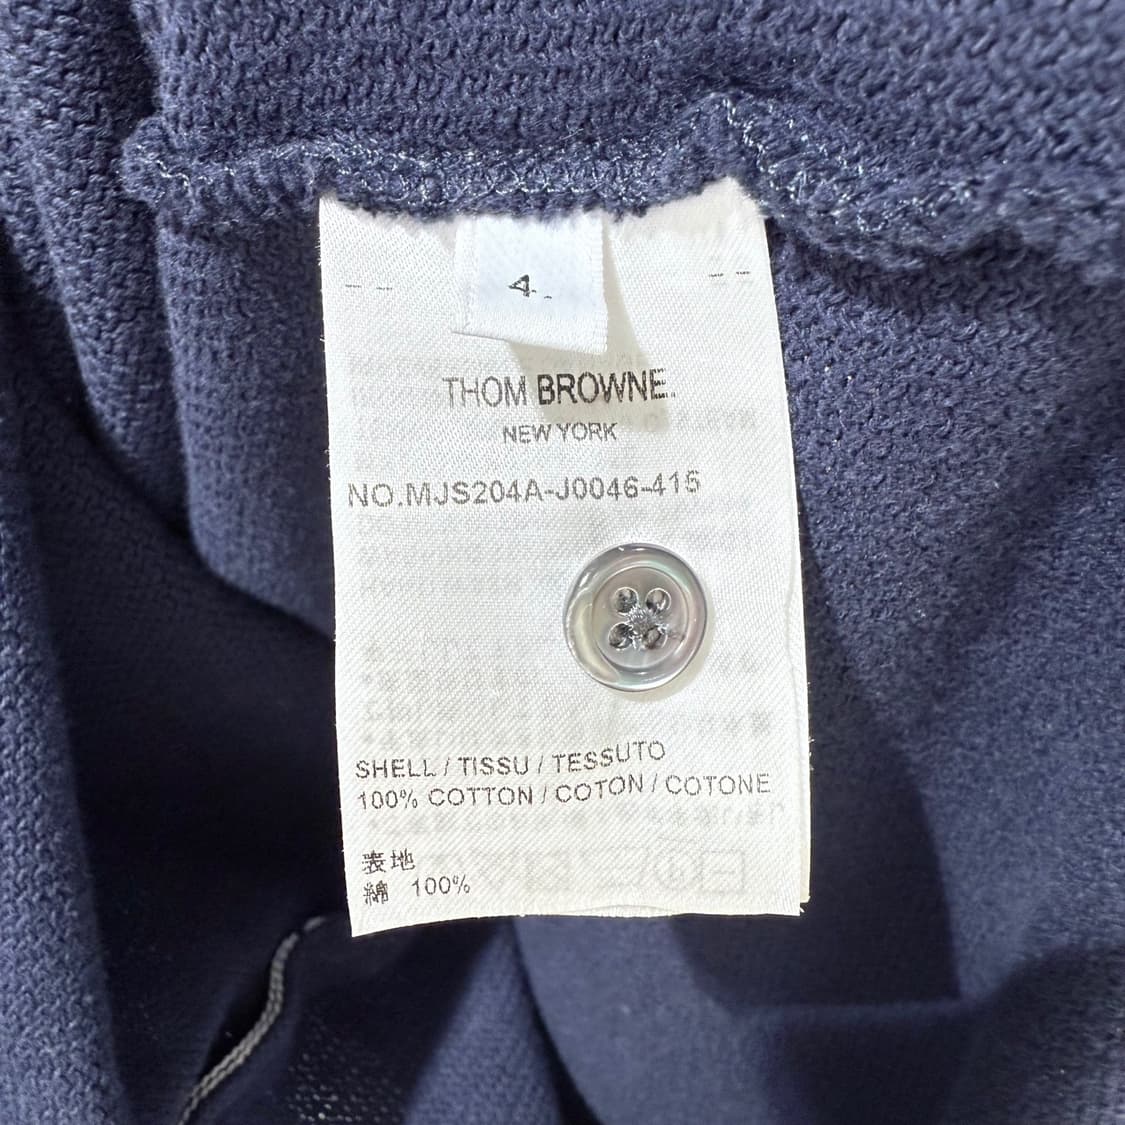 4
THOM BROWNE.
NEW YORK
NO.MJS204A-J0046-415
SHELL / TISSU / TESSUTO
100% COTTON / COTON / COTONE
表地
綿 100%